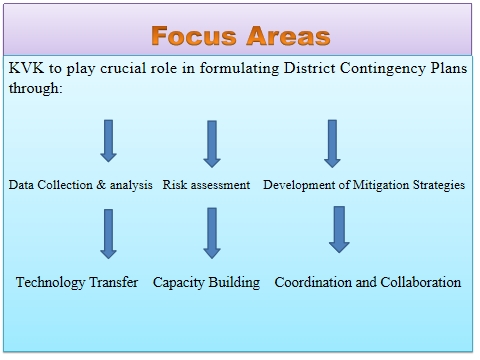 Focus Areas
KVK to play crucial role in formulating District Contingency Plans
through:
Data Collection & analysis Risk assessment Development of Mitigation Strategies
Technology Transfer Capacity Building Coordination and Collaboration